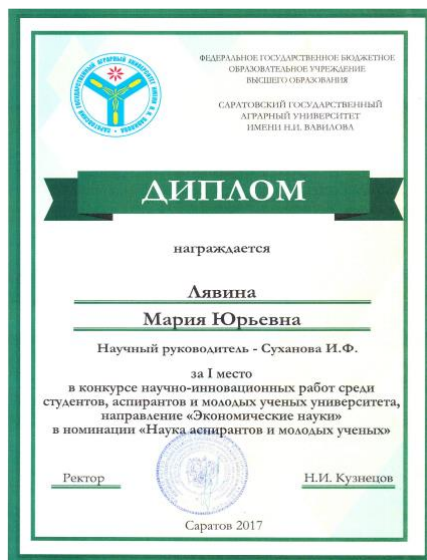 ФЕДЕРАЛЬНОЕ ГОСУДАРСТВЕННОЕ БЮДЖЕТНОЕ
ОБРАЗОВАТЕЛЬНОЕ УЧРЕЖДЕНИЕ
ВЫСШЕГО ОБРАЗОВАНИЯ
САРАТОВСКИЙ ГОСУДАРСТВЕННЫЙ
АГРАРНЫЙ УНИВЕРСИТЕТ
ИМЕНИ Н.И. ВАВИЛОВА
ДИПЛОМ
награждается
Лявина
Мария Юрьевна
Научный руководитель - Суханова И.Ф.
за I место
в конкурсе научно-инновационных работ среди
студентов, аспирантов и молодых ученых университета,
направление «Экономические науки»
в номинации «Наука аспирантов и молодых ученых»
Ректор
Н.И. Кузнецов
Саратов 2017